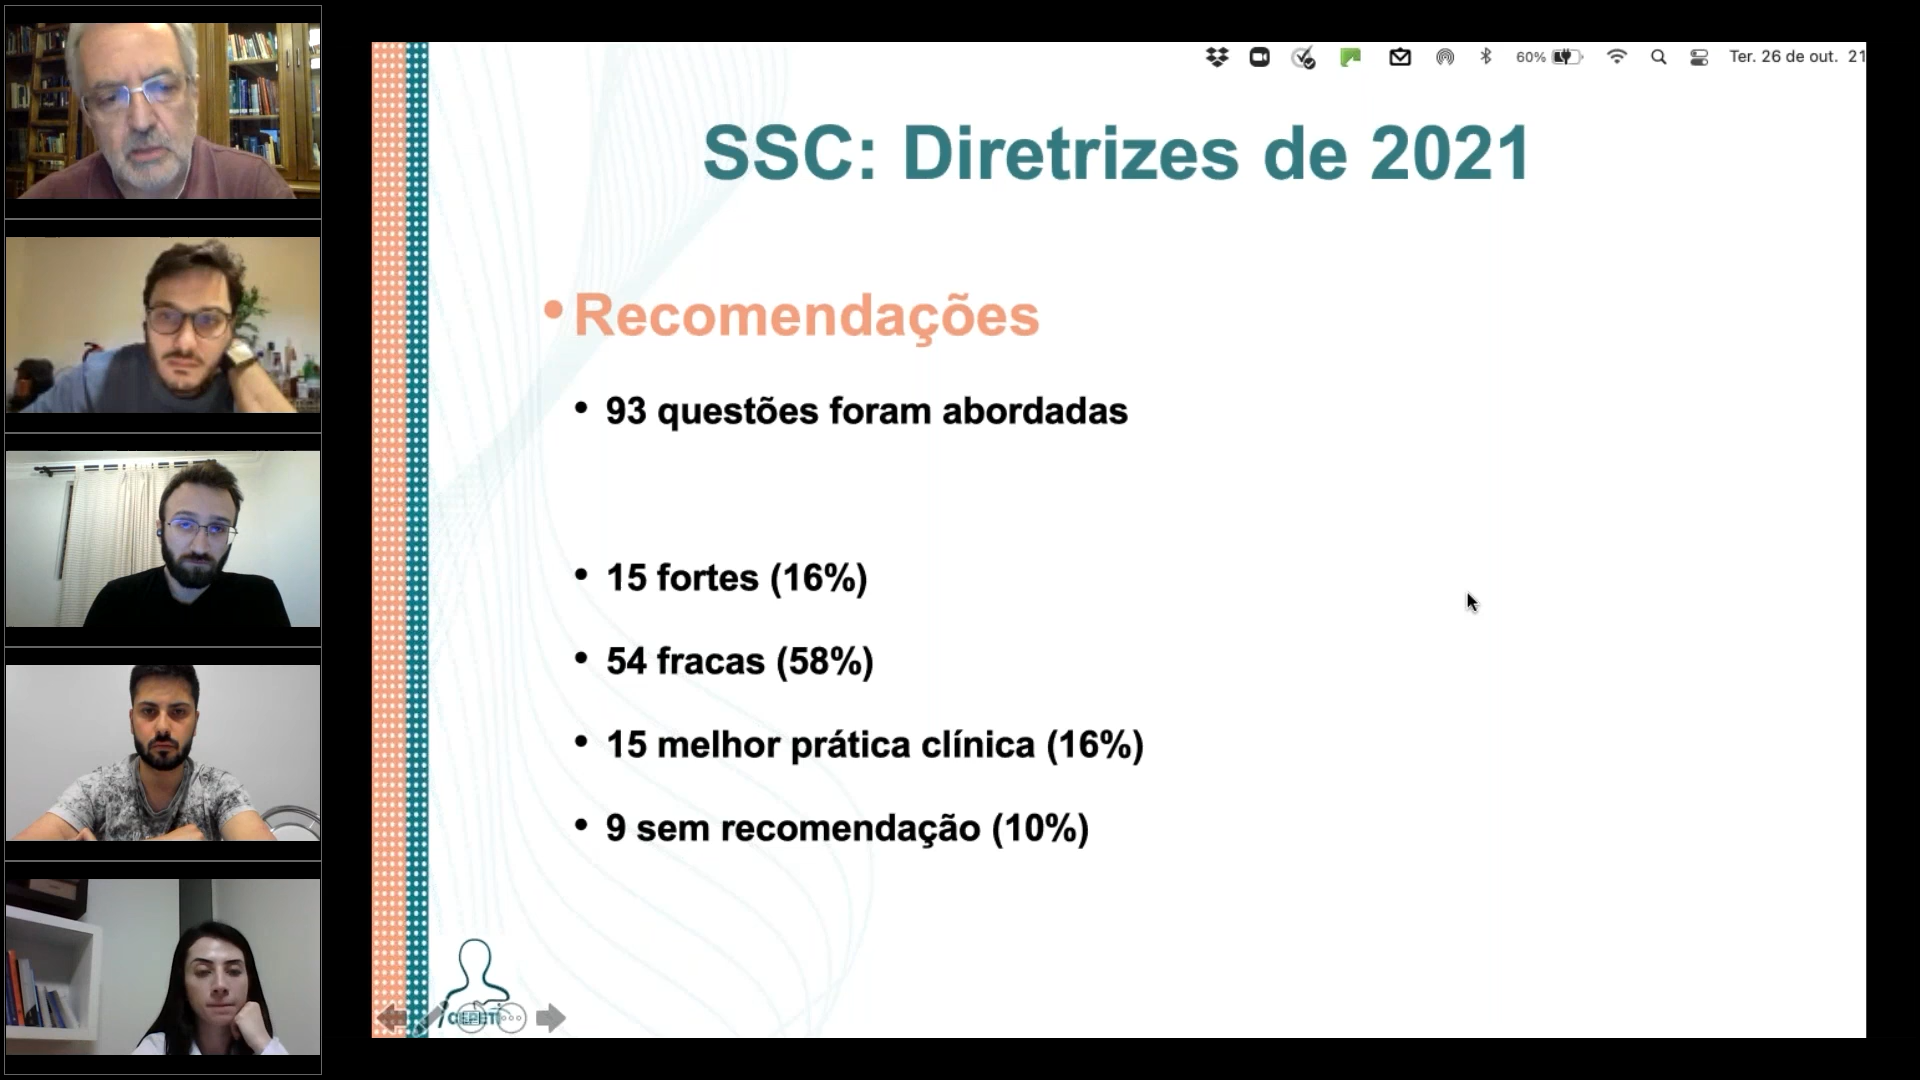 60%
Ter. 26 de out. 21
SSC: Diretrizes de 2021
• Recomendações
• 93 questões foram abordadas
• 15 fortes (16%)
• 54 fracas (58%)
• 15 melhor prática clínica (16%)
• 9 sem recomendação (10%)
CEPETI